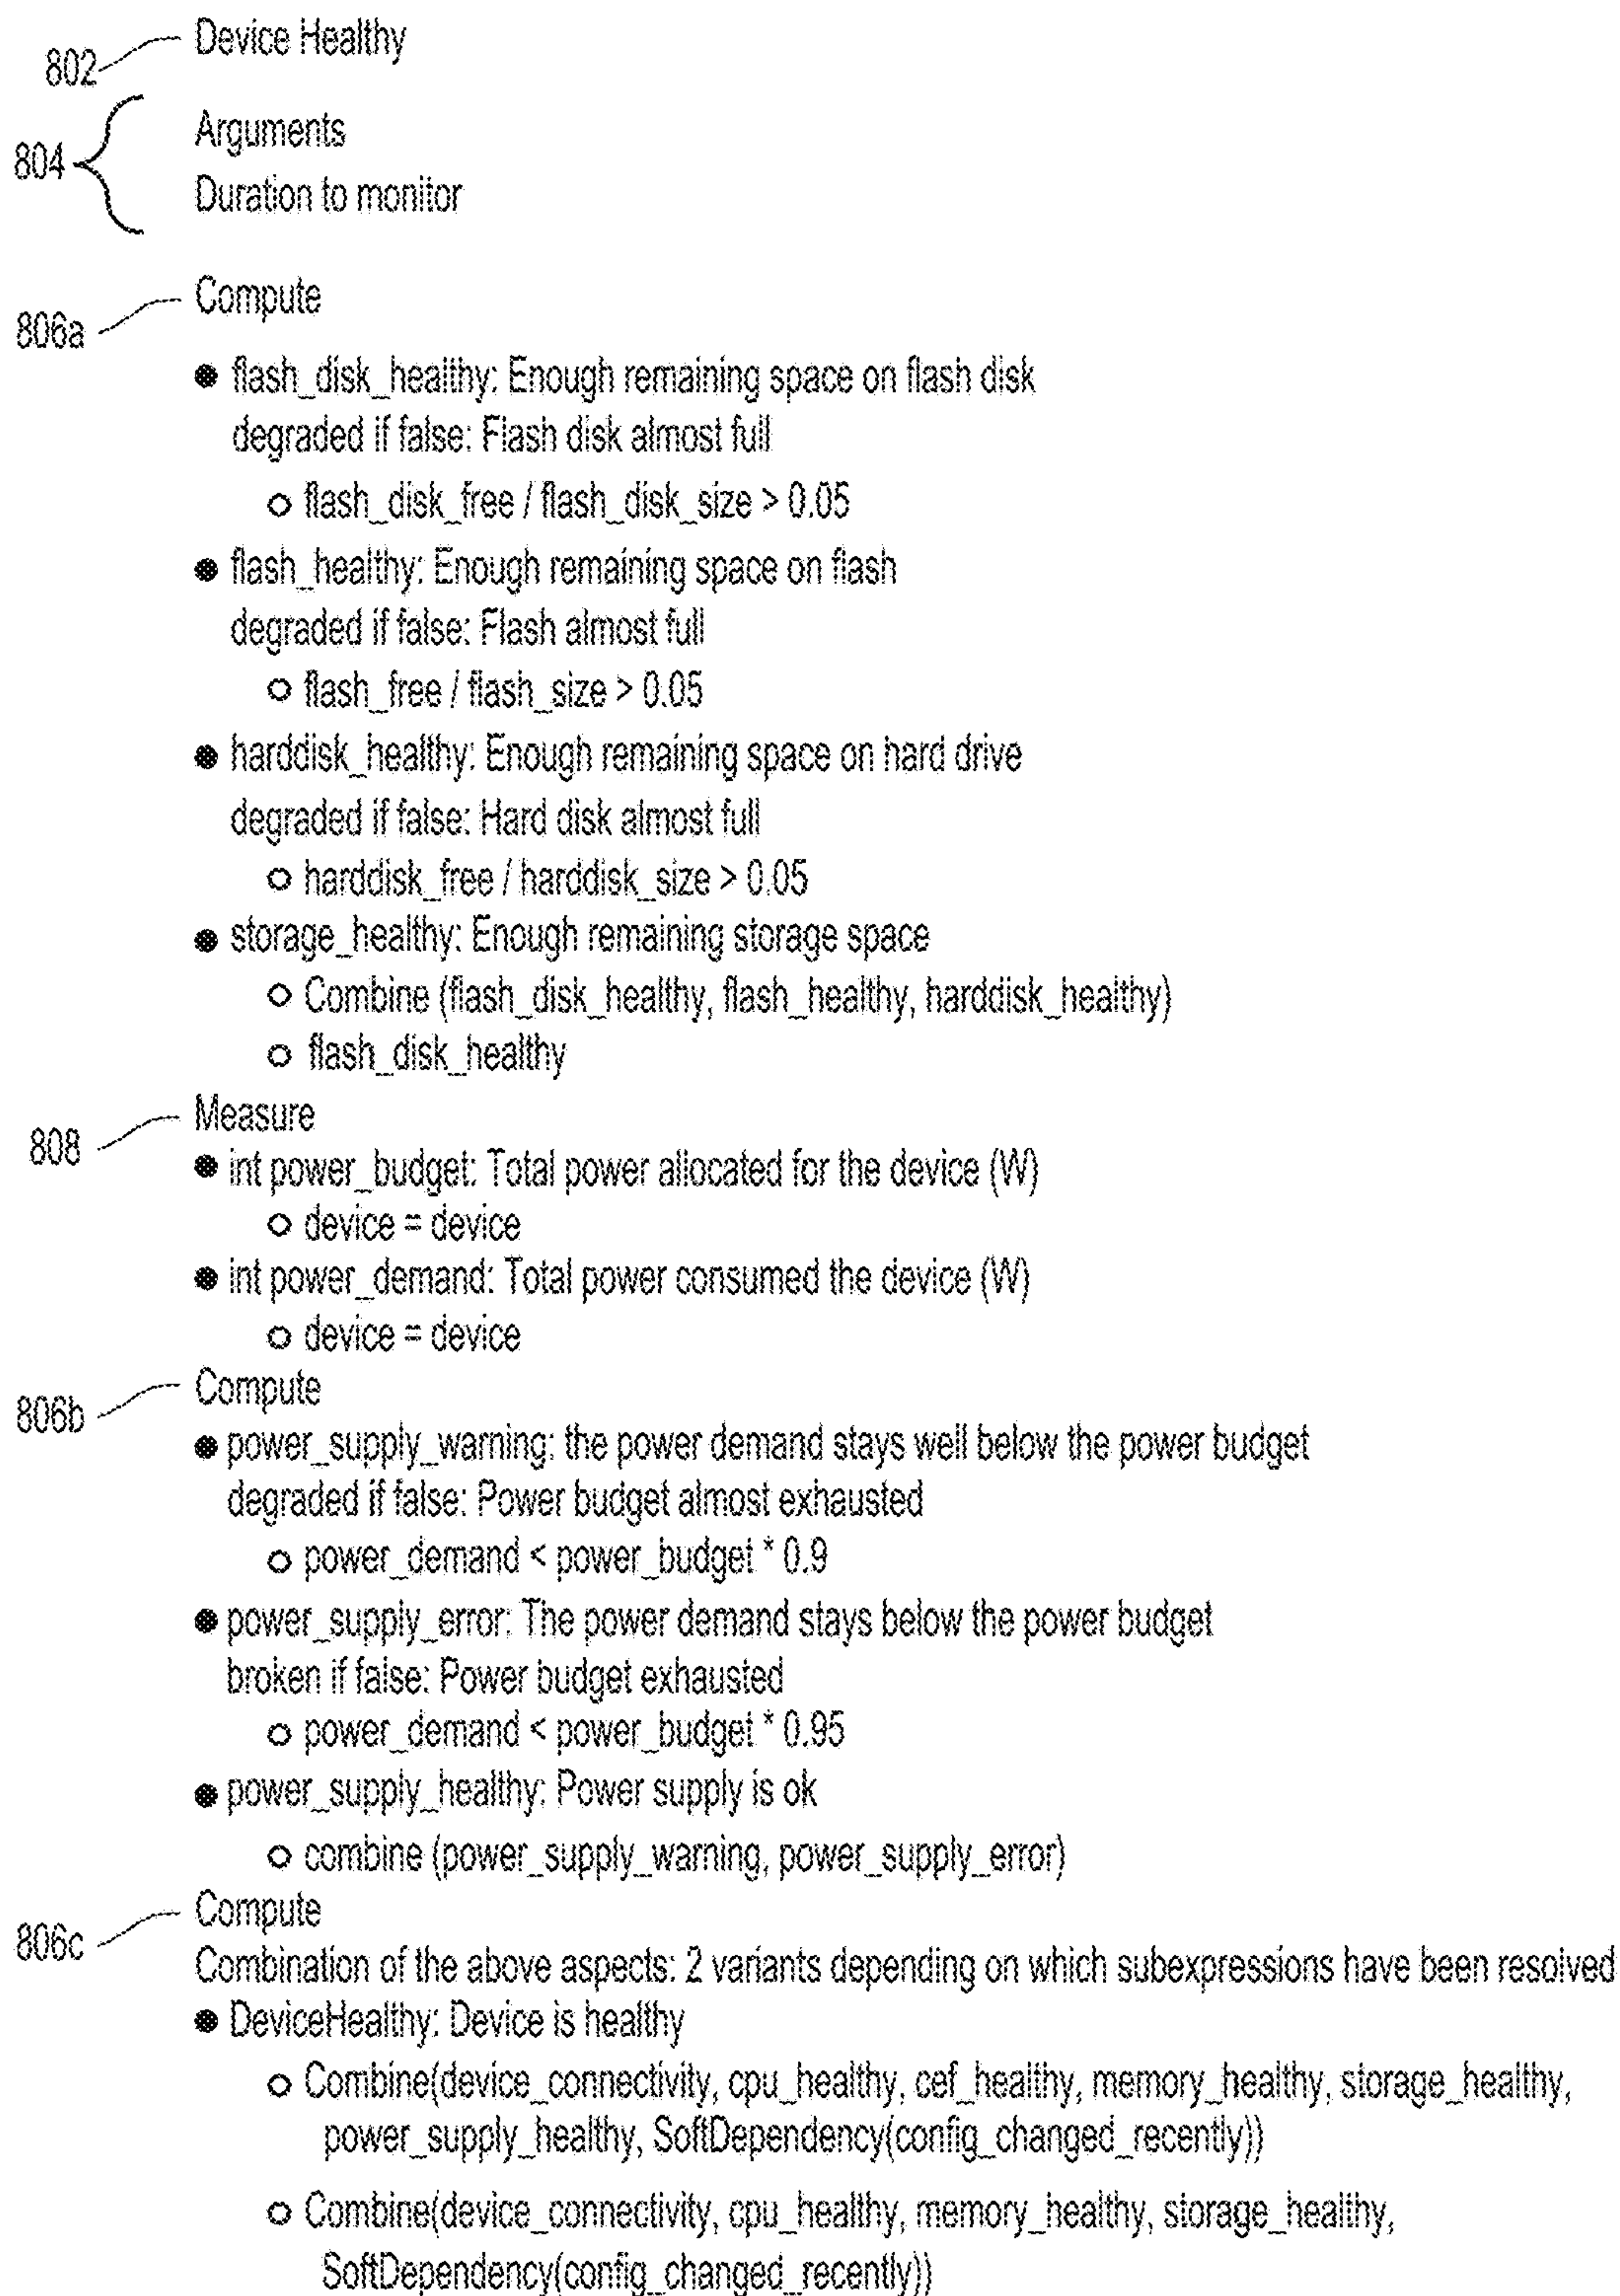 802 Device Healthy
804 Arguments
Duration to monitor
806a Compute
● flash_disk_healthy: Enough remaining space on flash disk
degraded if false: Flash disk almost full
○ flash_disk_free / flash_disk_size > 0.05
● flash_healthy: Enough remaining space on flash
degraded if false: Flash almost full
○ flash_free / flash_size > 0.05
● harddisk_healthy: Enough remaining space on hard drive
degraded if false: Hard disk almost full
○ harddisk_free / harddisk_size > 0.05
● storage_healthy: Enough remaining storage space
○ Combine (flash_disk_healthy, flash_healthy, harddisk_healthy)
○ flash_disk_healthy
808 Measure
● int power_budget: Total power allocated for the device (W)
○ device = device
● int power_demand: Total power consumed the device (W)
○ device = device
806b Compute
● power_supply_warning: the power demand stays well below the power budget
degraded if false: Power budget almost exhausted
○ power_demand < power_budget * 0.9
● power_supply_error: The power demand stays below the power budget
broken if false: Power budget exhausted
○ power_demand < power_budget * 0.95
● power_supply_healthy: Power supply is ok
○ combine (power_supply_warning, power_supply_error)
806c Compute
Combination of the above aspects: 2 variants depending on which subexpressions have been resolved
● DeviceHealthy: Device is healthy
○ Combine(device_connectivity, cpu_healthy, cef_healthy, memory_healthy, storage_healthy,
power_supply_healthy, SoftDependency(config_changed_recently))
○ Combine(device_connectivity, cpu_healthy, memory_healthy, storage_healthy,
SoftDependency(config_changed_recently))